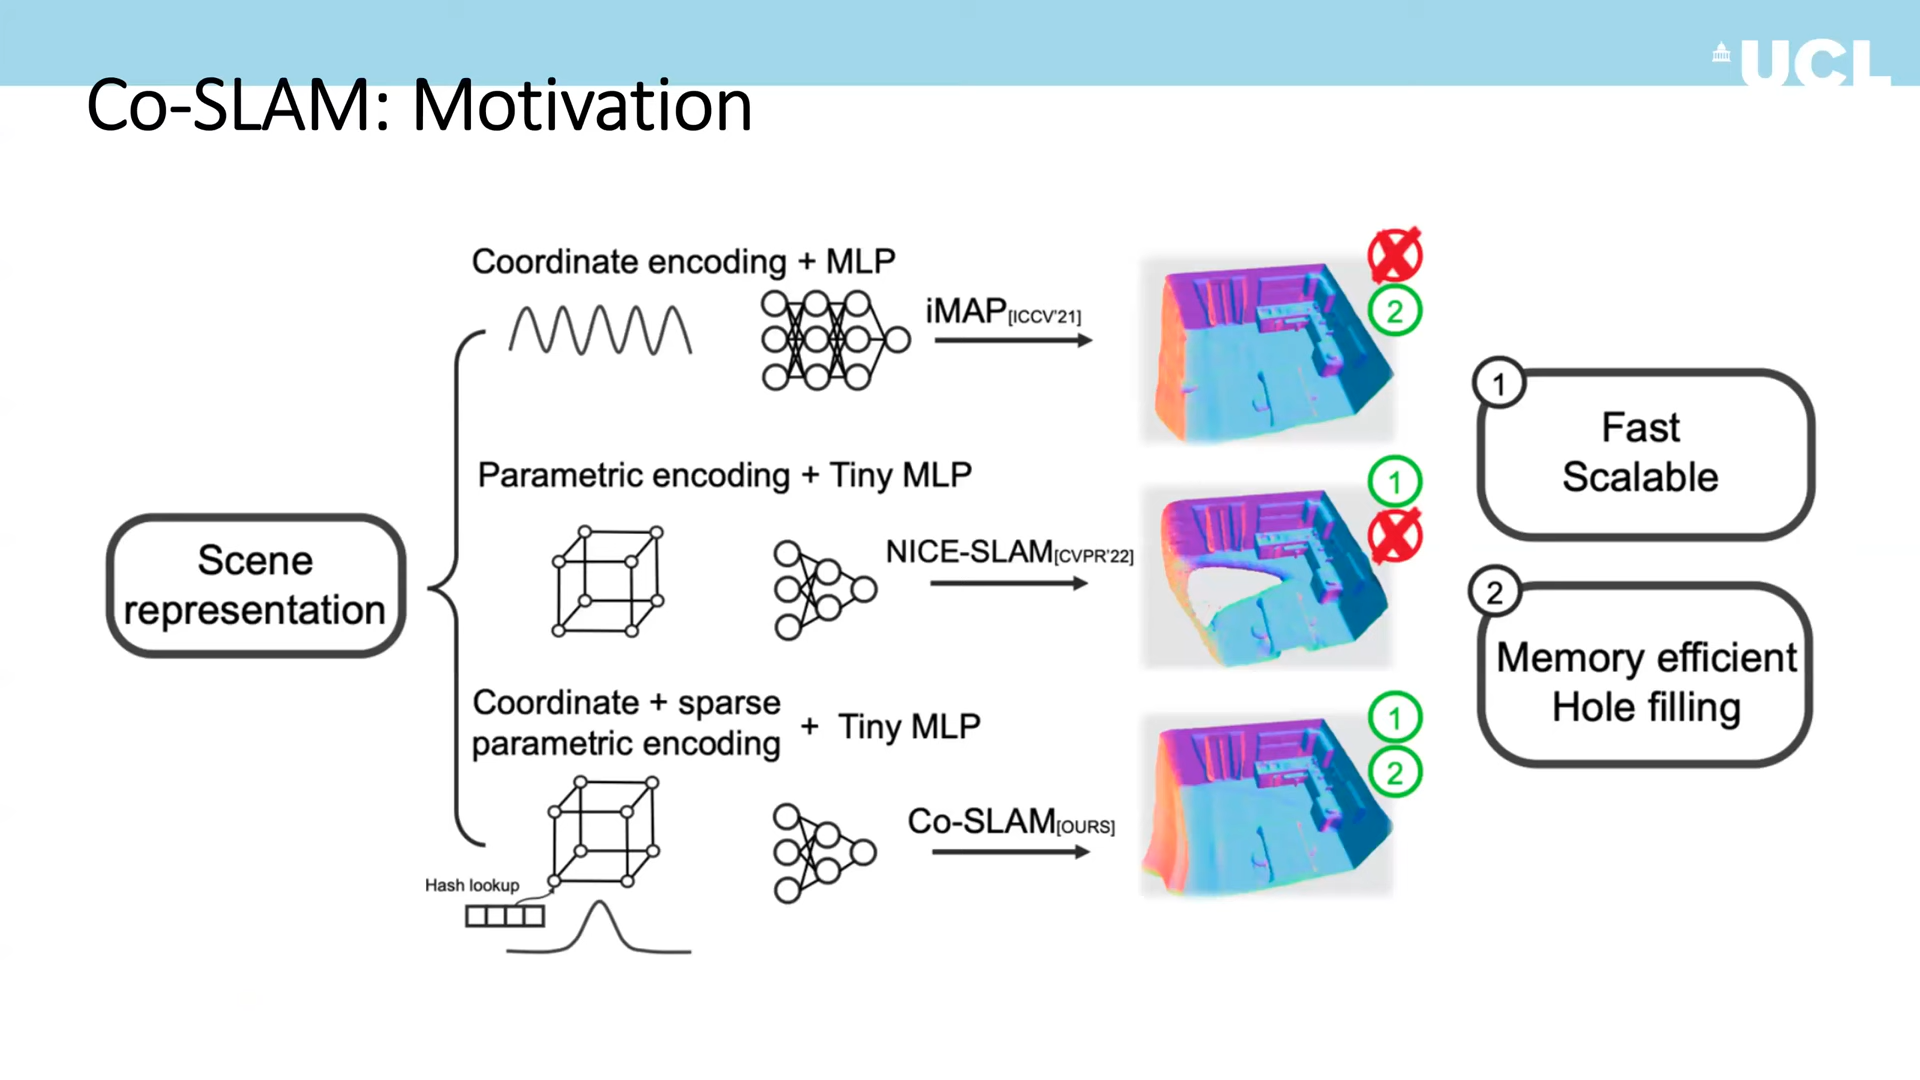 UCL
Co-SLAM: Motivation
Scene
representation
Coordinate encoding + MLP
iMAP[ICCV'21]
2
Parametric encoding + Tiny MLP
NICE-SLAM[CVPR'22]
1
Coordinate + sparse
parametric encoding
+ Tiny MLP
Hash lookup
Co-SLAM[OURS]
1
2
1
Fast
Scalable
2
Memory efficient
Hole filling